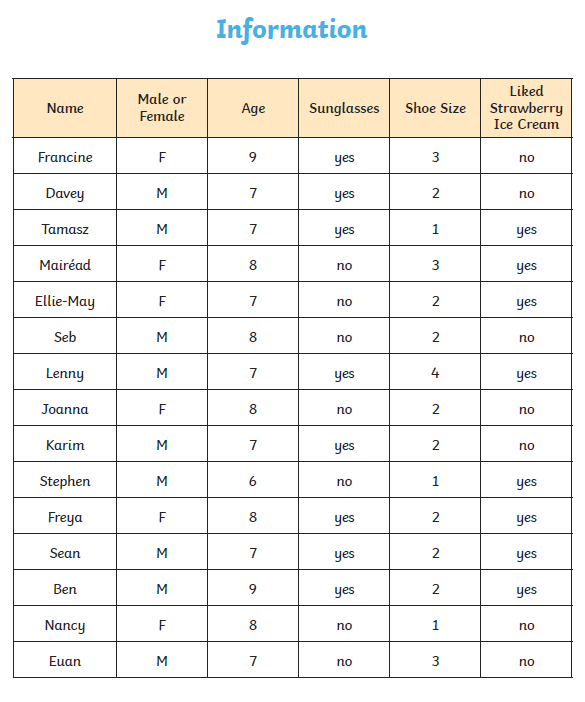 Information
Name Male or Female Age Sunglasses Shoe Size Liked Strawberry Ice Cream
Francine F 9 yes 3 no
Davey M 7 yes 2 no
Tamasz M 7 yes 1 yes
Mairéad F 8 no 3 yes
Ellie-May F 7 no 2 yes
Seb M 8 no 2 no
Lenny M 7 yes 4 yes
Joanna F 8 no 2 no
Karim M 7 yes 2 no
Stephen M 6 no 1 yes
Freya F 8 yes 2 yes
Sean M 7 yes 2 yes
Ben M 9 yes 2 yes
Nancy F 8 no 1 no
Euan M 7 no 3 no